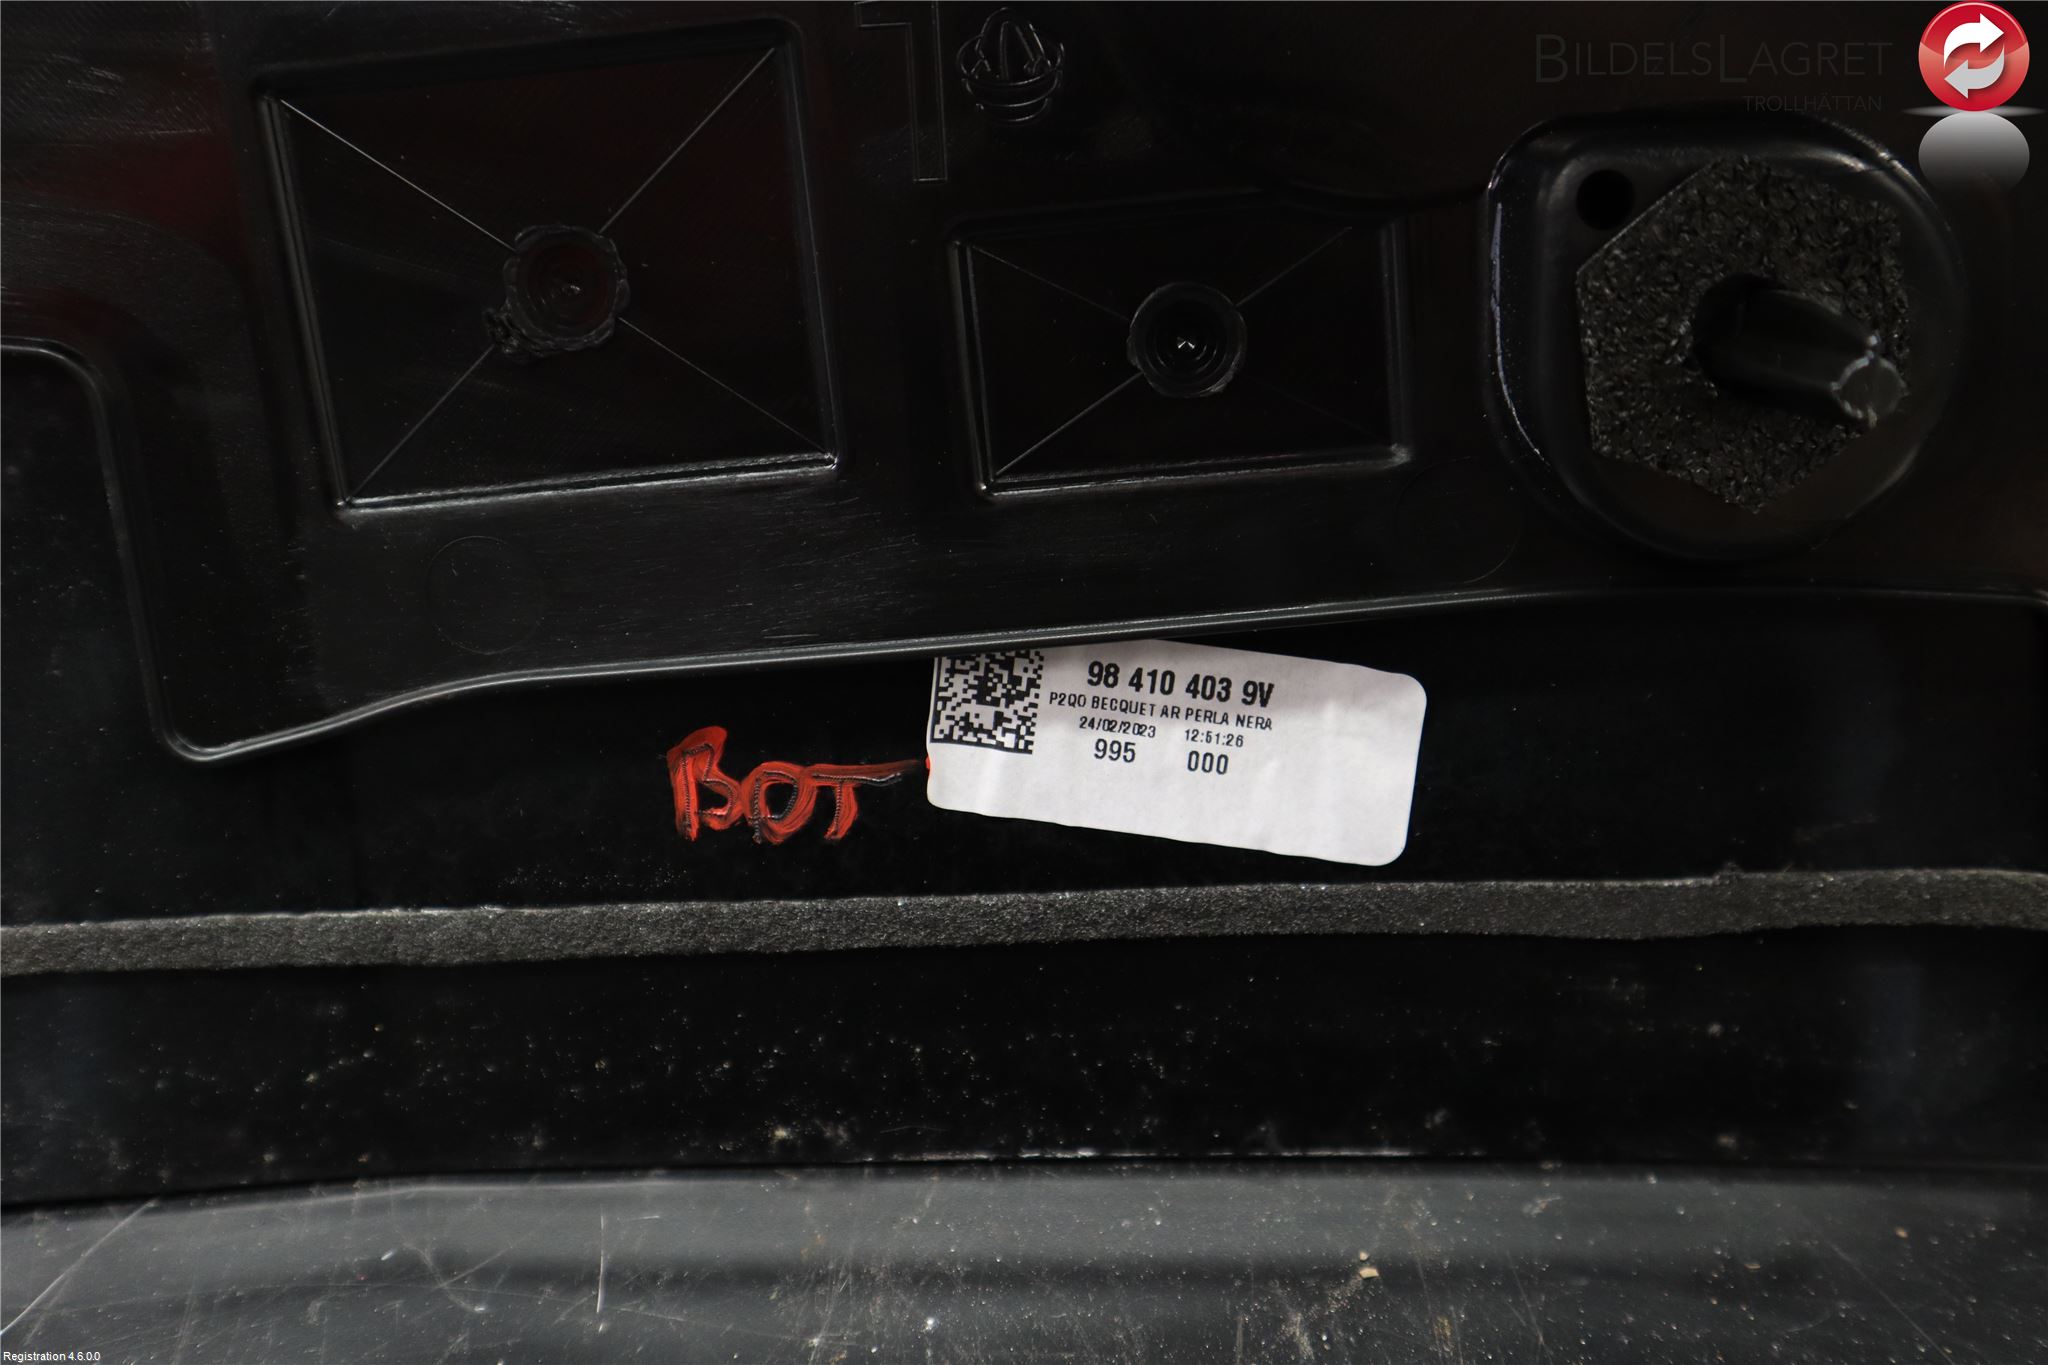 BILDELSLAGRET
TROLLHÄTTAN
98 410 403 9V
P2QO BECQUET AR PERLA NERA
24/02/2023 12:51:26
995 000
BOT
Registration 4.6.0.0